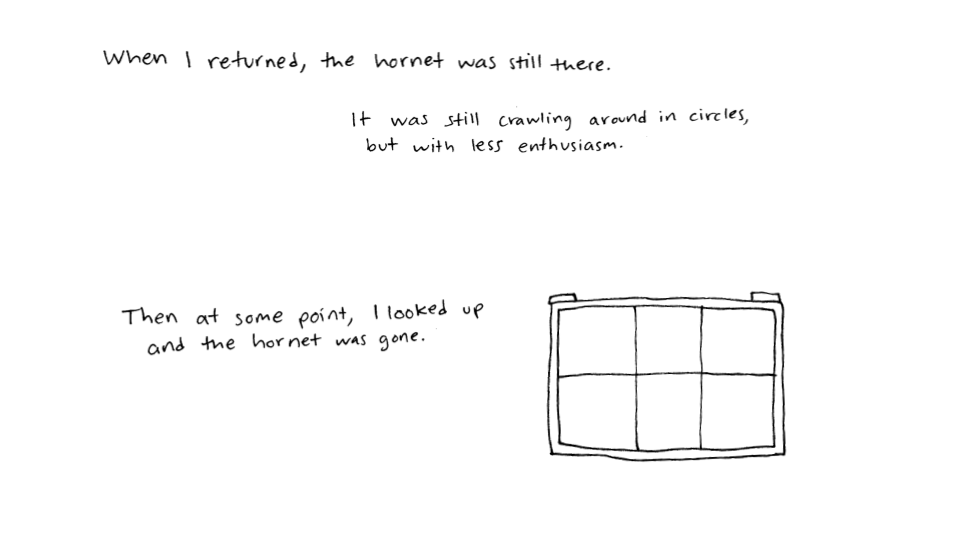 When I returned, the hornet was still there.
It was still crawling around in circles,
but with less enthusiasm.
Then at some point, I looked up
and the hornet was gone.